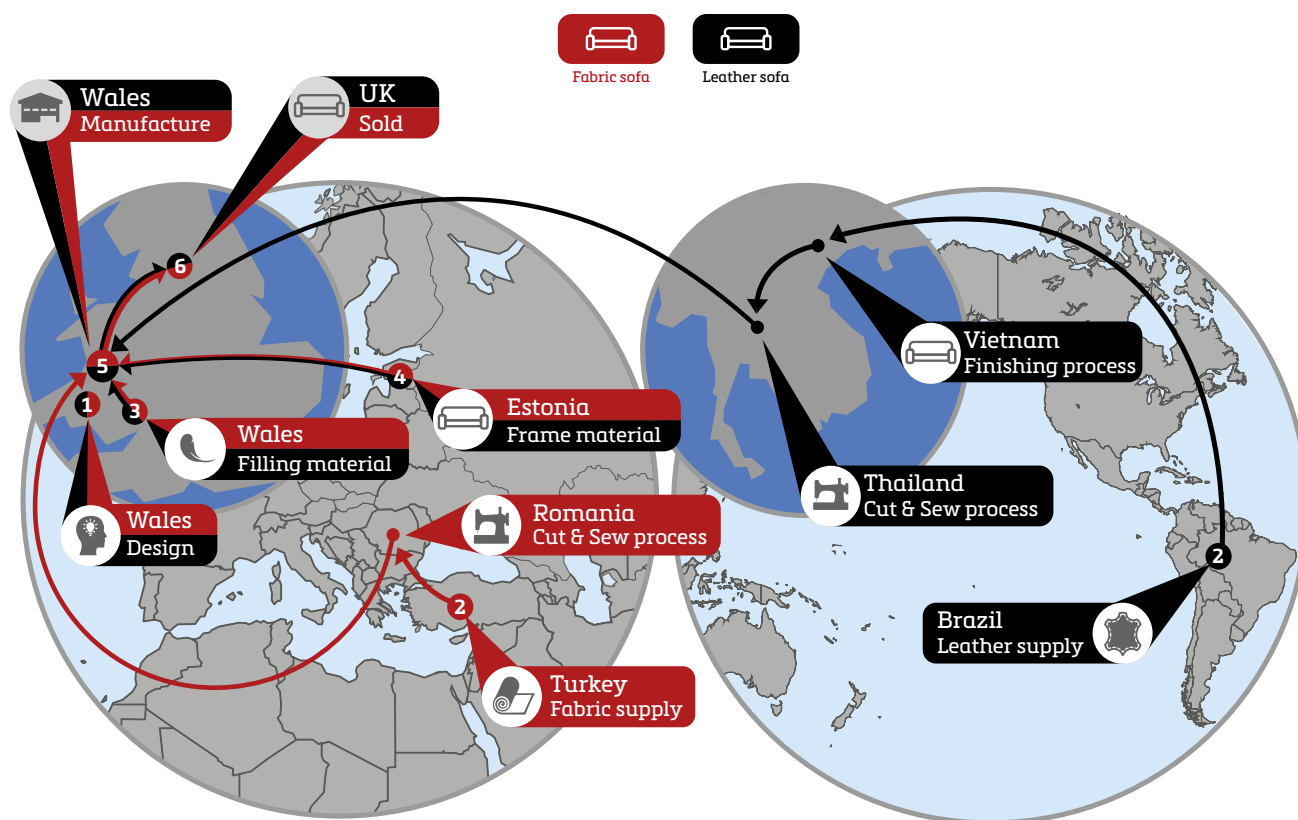 Fabric sofa
Leather sofa
Wales
Manufacture
UK
Sold
6
5
4
1
3
Estonia
Frame material
Wales
Filling material
Wales
Design
Romania
Cut & Sew process
2
Turkey
Fabric supply
Vietnam
Finishing process
Thailand
Cut & Sew process
2
Brazil
Leather supply